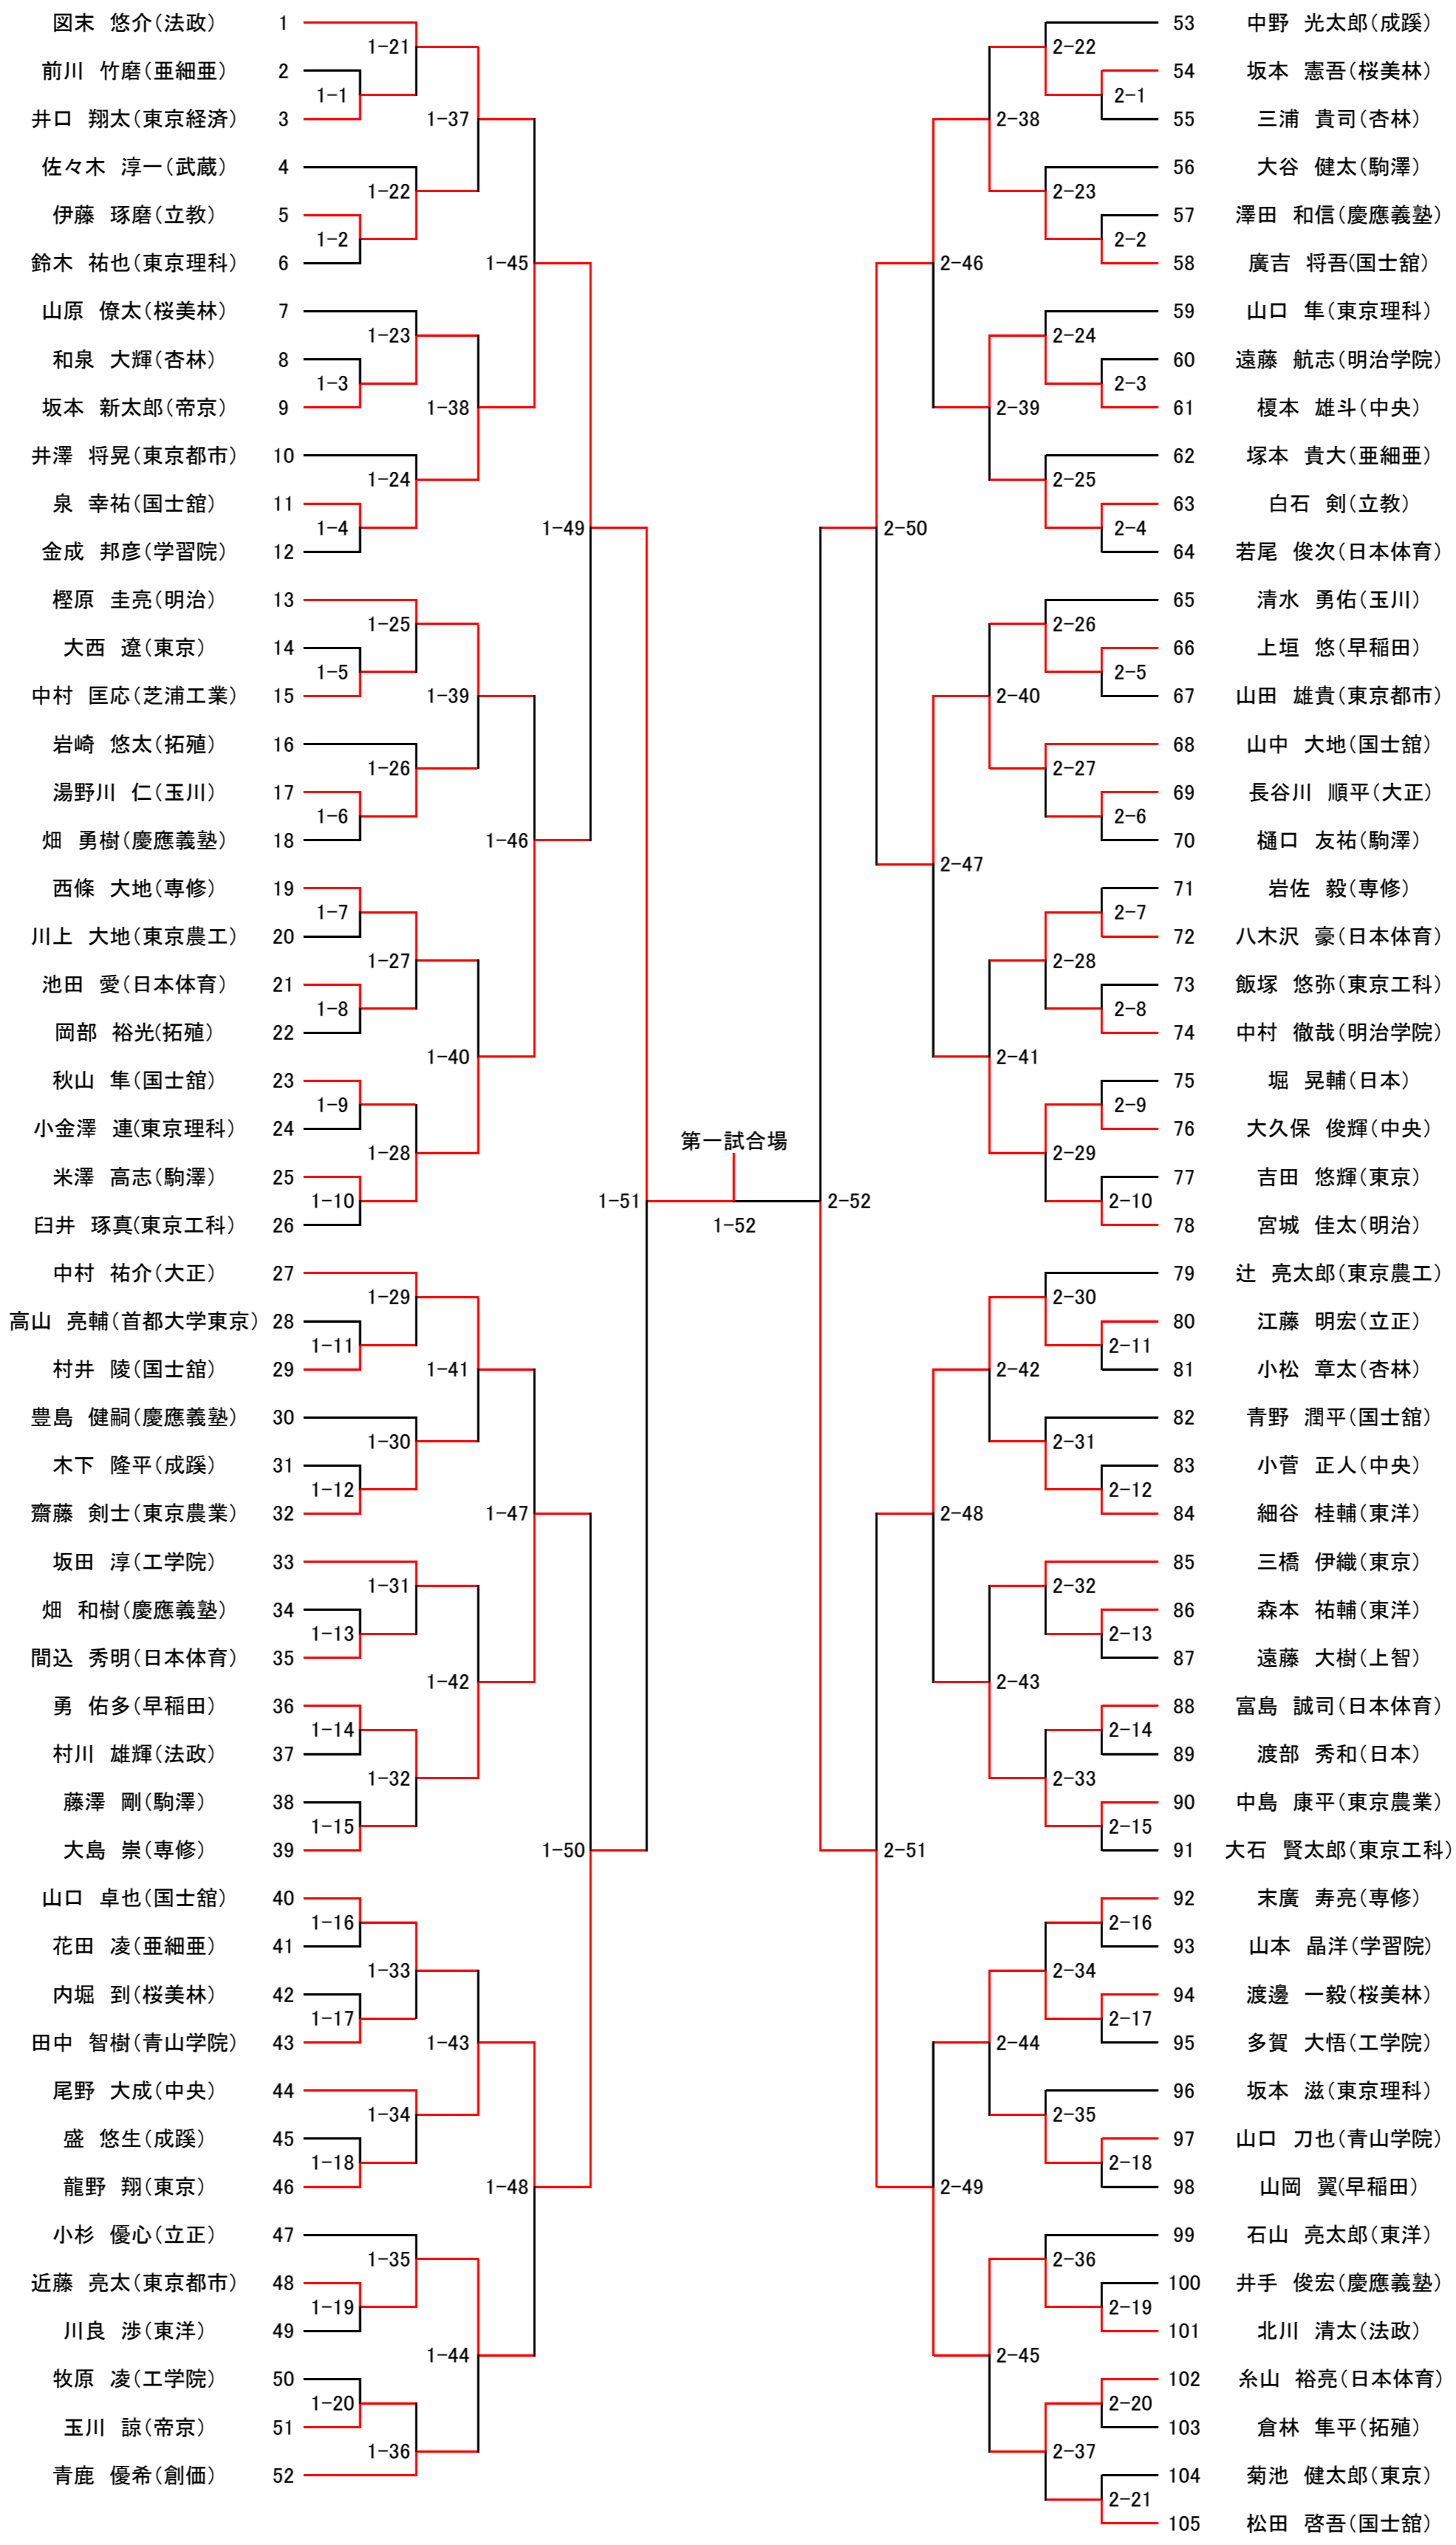 図末 悠介(法政) 1
前川 竹磨(亜細亜) 2
井口 翔太(東京経済) 3
佐々木 淳一(武蔵) 4
伊藤 琢磨(立教) 5
鈴木 祐也(東京理科) 6
山原 僚太(桜美林) 7
和泉 大輝(杏林) 8
坂本 新太郎(帝京) 9
井澤 将晃(東京都市) 10
泉 幸祐(国士舘) 11
金成 邦彦(学習院) 12
樫原 圭亮(明治) 13
大西 遼(東京) 14
中村 匡応(芝浦工業) 15
岩崎 悠太(拓殖) 16
湯野川 仁(玉川) 17
畑 勇樹(慶應義塾) 18
西條 大地(専修) 19
川上 大地(東京農工) 20
池田 愛(日本体育) 21
岡部 裕光(拓殖) 22
秋山 隼(国士舘) 23
小金澤 連(東京理科) 24
米澤 高志(駒澤) 25
臼井 琢真(東京工科) 26
中村 祐介(大正) 27
高山 亮輔(首都大学東京) 28
村井 陵(国士舘) 29
豊島 健嗣(慶應義塾) 30
木下 隆平(成蹊) 31
齋藤 剣士(東京農業) 32
坂田 淳(工学院) 33
畑 和樹(慶應義塾) 34
間込 秀明(日本体育) 35
勇 佑多(早稲田) 36
村川 雄輝(法政) 37
藤澤 剛(駒澤) 38
大島 崇(専修) 39
山口 卓也(国士舘) 40
花田 凌(亜細亜) 41
内堀 到(桜美林) 42
田中 智樹(青山学院) 43
尾野 大成(中央) 44
盛 悠生(成蹊) 45
龍野 翔(東京) 46
小杉 優心(立正) 47
近藤 亮太(東京都市) 48
川良 渉(東洋) 49
牧原 凌(工学院) 50
玉川 諒(帝京) 51
青鹿 優希(創価) 52
1-1
1-2
1-3
1-4
1-5
1-6
1-7
1-8
1-9
1-10
1-11
1-12
1-13
1-14
1-15
1-16
1-17
1-18
1-19
1-20
1-21
1-22
1-23
1-24
1-25
1-26
1-27
1-28
1-29
1-30
1-31
1-32
1-33
1-34
1-35
1-36
1-37
1-38
1-39
1-40
1-41
1-42
1-43
1-44
1-45
1-46
1-47
1-48
1-49
1-50
1-51
第一試合場
1-52
2-52
2-50
2-51
2-46
2-47
2-48
2-49
2-38
2-39
2-40
2-41
2-42
2-43
2-44
2-45
2-22
2-23
2-24
2-25
2-26
2-27
2-28
2-29
2-30
2-31
2-32
2-33
2-34
2-35
2-36
2-37
2-1
2-2
2-3
2-4
2-5
2-6
2-7
2-8
2-9
2-10
2-11
2-12
2-13
2-14
2-15
2-16
2-17
2-18
2-19
2-20
2-21
53 中野 光太郎(成蹊)
54 坂本 憲吾(桜美林)
55 三浦 貴司(杏林)
56 大谷 健太(駒澤)
57 澤田 和信(慶應義塾)
58 廣吉 将吾(国士舘)
59 山口 隼(東京理科)
60 遠藤 航志(明治学院)
61 榎本 雄斗(中央)
62 塚本 貴大(亜細亜)
63 白石 剣(立教)
64 若尾 俊次(日本体育)
65 清水 勇佑(玉川)
66 上垣 悠(早稲田)
67 山田 雄貴(東京都市)
68 山中 大地(国士舘)
69 長谷川 順平(大正)
70 樋口 友祐(駒澤)
71 岩佐 毅(専修)
72 八木沢 豪(日本体育)
73 飯塚 悠弥(東京工科)
74 中村 徹哉(明治学院)
75 堀 晃輔(日本)
76 大久保 俊輝(中央)
77 吉田 悠輝(東京)
78 宮城 佳太(明治)
79 辻 亮太郎(東京農工)
80 江藤 明宏(立正)
81 小松 章太(杏林)
82 青野 潤平(国士舘)
83 小菅 正人(中央)
84 細谷 桂輔(東洋)
85 三橋 伊織(東京)
86 森本 祐輔(東洋)
87 遠藤 大樹(上智)
88 富島 誠司(日本体育)
89 渡部 秀和(日本)
90 中島 康平(東京農業)
91 大石 賢太郎(東京工科)
92 末廣 寿亮(専修)
93 山本 晶洋(学習院)
94 渡邊 一毅(桜美林)
95 多賀 大悟(工学院)
96 坂本 滋(東京理科)
97 山口 刀也(青山学院)
98 山岡 翼(早稲田)
99 石山 亮太郎(東洋)
100 井手 俊宏(慶應義塾)
101 北川 清太(法政)
102 糸山 裕亮(日本体育)
103 倉林 隼平(拓殖)
104 菊池 健太郎(東京)
105 松田 啓吾(国士舘)